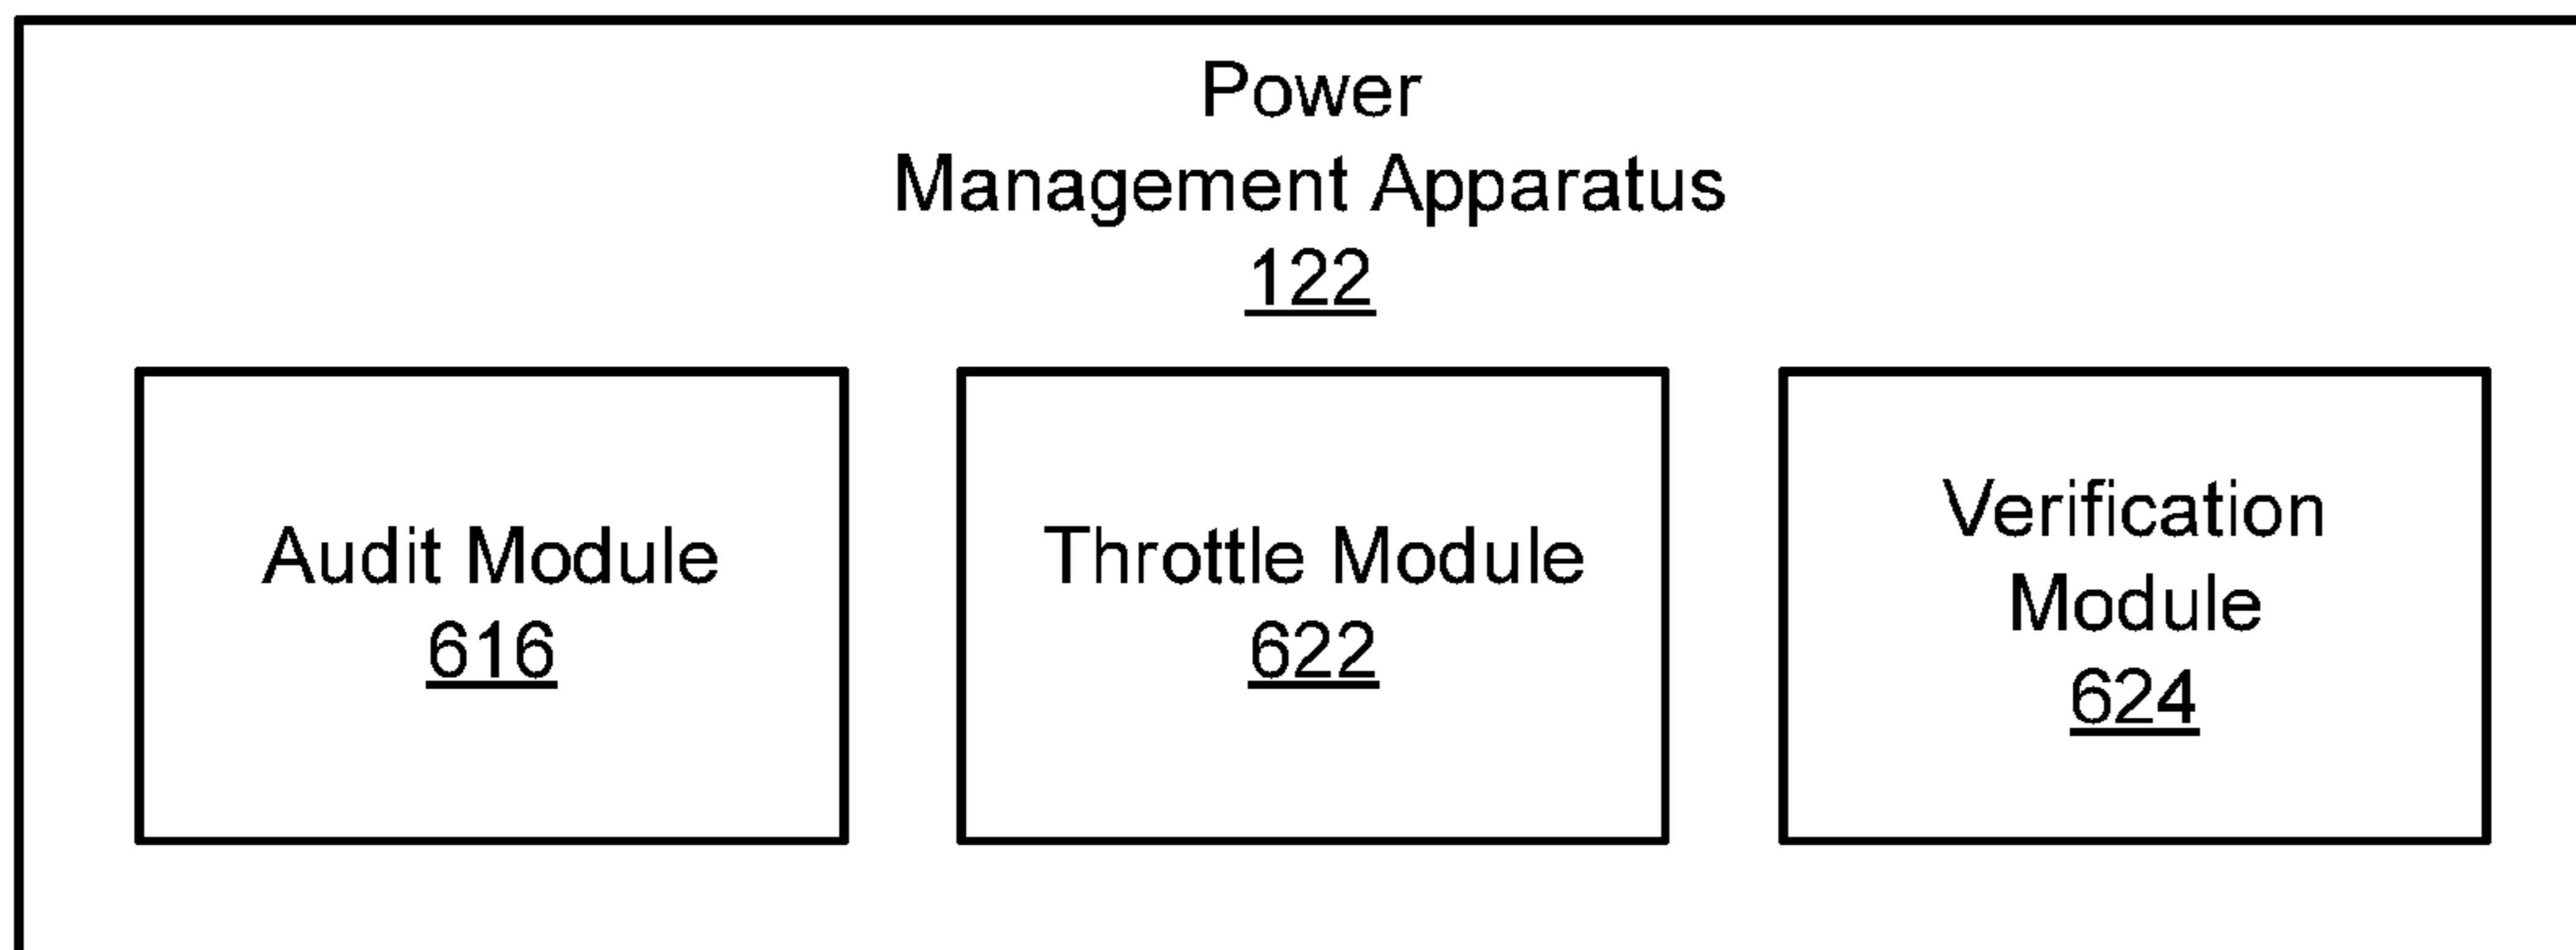 Power
Management Apparatus
122
Audit Module
616
Throttle Module
622
Verification
Module
624